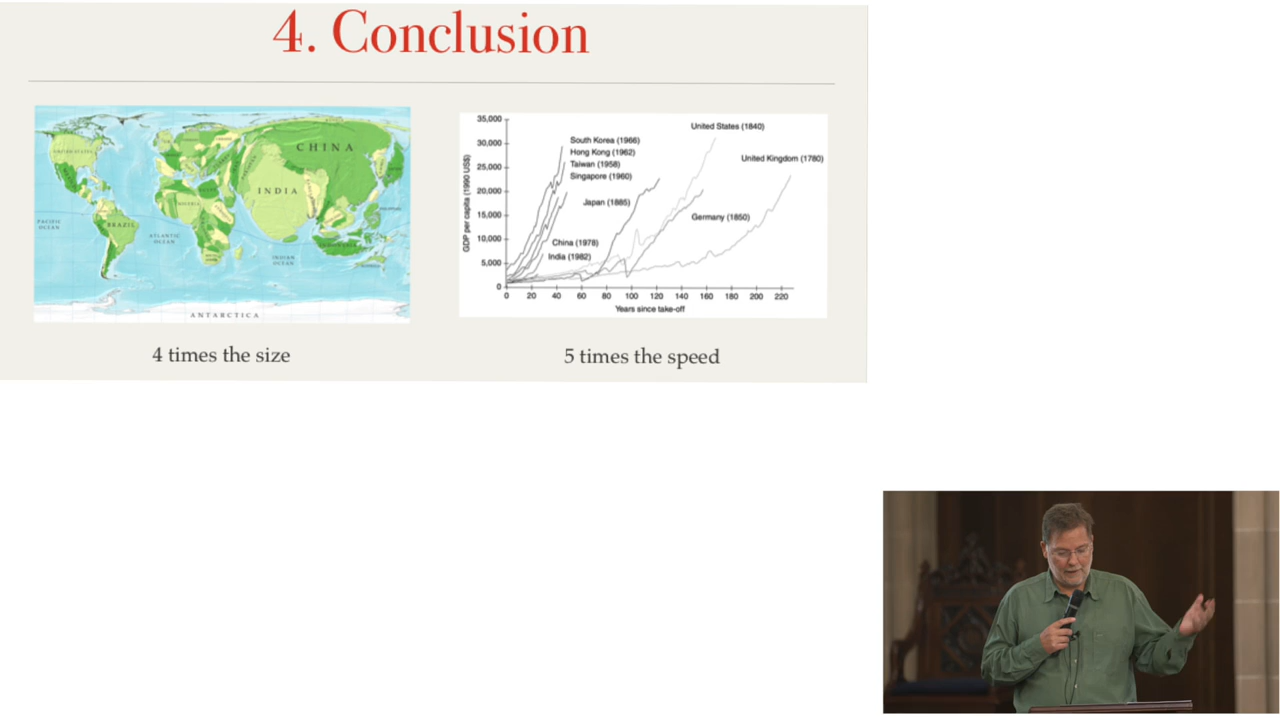 4. Conclusion
CHINA
INDIA
BRAZIL
PACIFIC
OCEAN
ATLANTIC
OCEAN
INDIAN
OCEAN
ANTARCTICA
4 times the size
GDP per capita (1990 US$)
35,000
30,000
25,000
20,000
15,000
10,000
5,000
0
United States (1840)
South Korea (1966)
Hong Kong (1962)
Taiwan (1958)
Singapore (1960)
United Kingdom (1780)
Japan (1885)
Germany (1850)
China (1978)
India (1982)
0 20 40 60 80 100 120 140 160 180 200 220
Years since take-off
5 times the speed